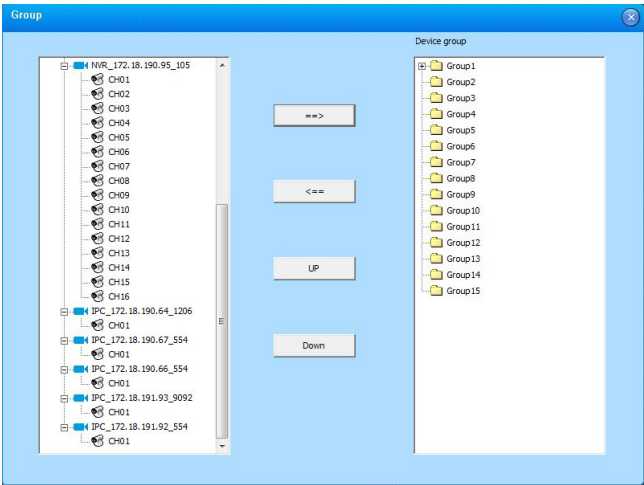 Group
Device group
NVR_172.18.190.95_105
CH01
CH02
CH03
CH04
CH05
CH06
CH07
CH08
CH09
CH10
CH11
CH12
CH13
CH14
CH15
CH16
IPC_172.18.190.64_1206
CH01
IPC_172.18.190.67_554
CH01
IPC_172.18.190.66_554
CH01
IPC_172.18.191.93_9092
CH01
IPC_172.18.191.92_554
CH01
==>
<==
UP
Down
Group1
Group2
Group3
Group4
Group5
Group6
Group7
Group8
Group9
Group10
Group11
Group12
Group13
Group14
Group15